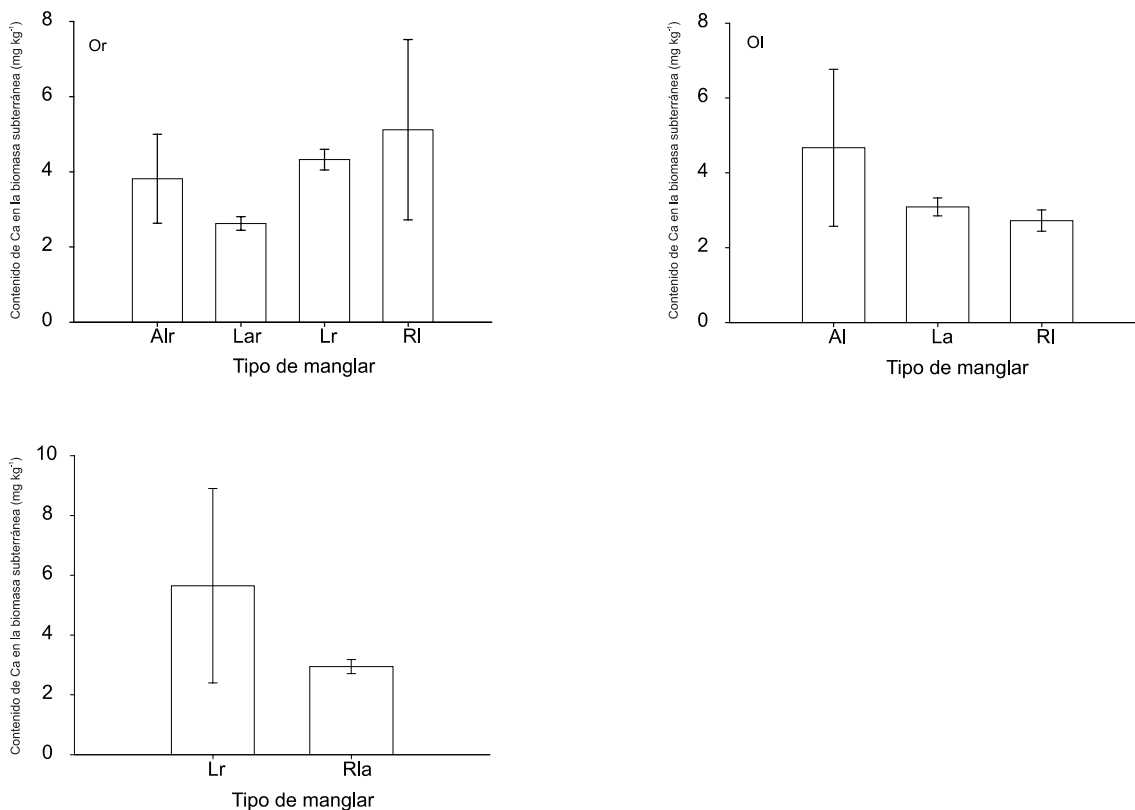 Contenido de Ca en la biomasa subterránea (mg kg⁻¹)
8
6
4
2
0
Or
Alr Lar Lr Rl
Tipo de manglar
Contenido de Ca en la biomasa subterránea (mg kg⁻¹)
8
6
4
2
0
Ol
Al La Rl
Tipo de manglar
Contenido de Ca en la biomasa subterránea (mg kg⁻¹)
10
8
6
4
2
0
Lr Rla
Tipo de manglar